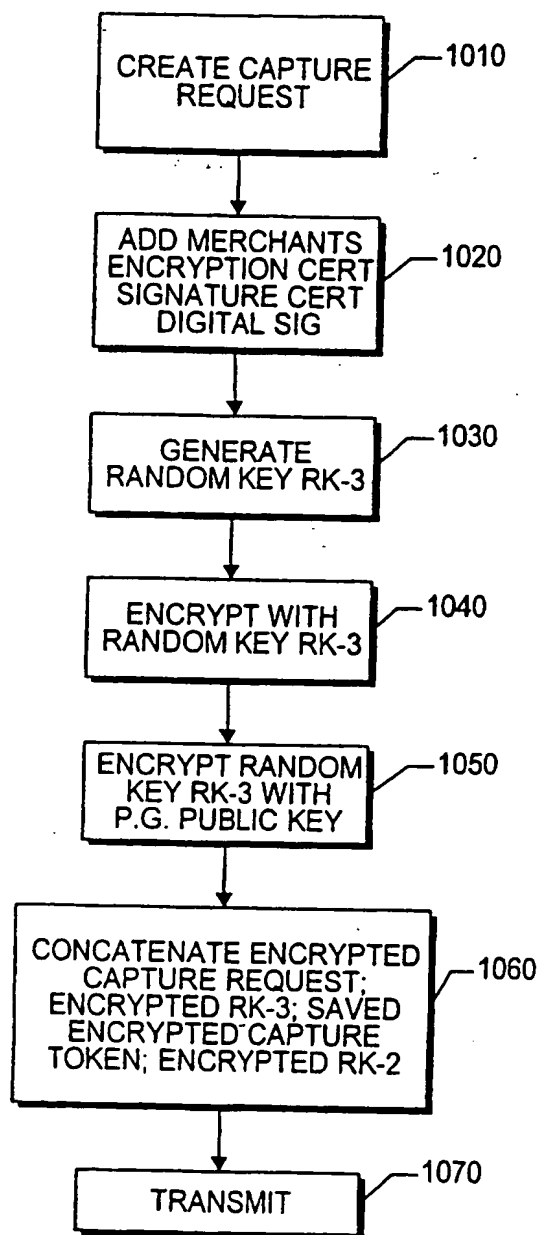 CREATE CAPTURE
REQUEST
1010
ADD MERCHANTS
ENCRYPTION CERT
SIGNATURE CERT
DIGITAL SIG
1020
GENERATE
RANDOM KEY RK-3
1030
ENCRYPT WITH
RANDOM KEY RK-3
1040
ENCRYPT RANDOM
KEY RK-3 WITH
P.G. PUBLIC KEY
1050
CONCATENATE ENCRYPTED
CAPTURE REQUEST;
ENCRYPTED RK-3; SAVED
ENCRYPTED CAPTURE
TOKEN; ENCRYPTED RK-2
1060
TRANSMIT
1070